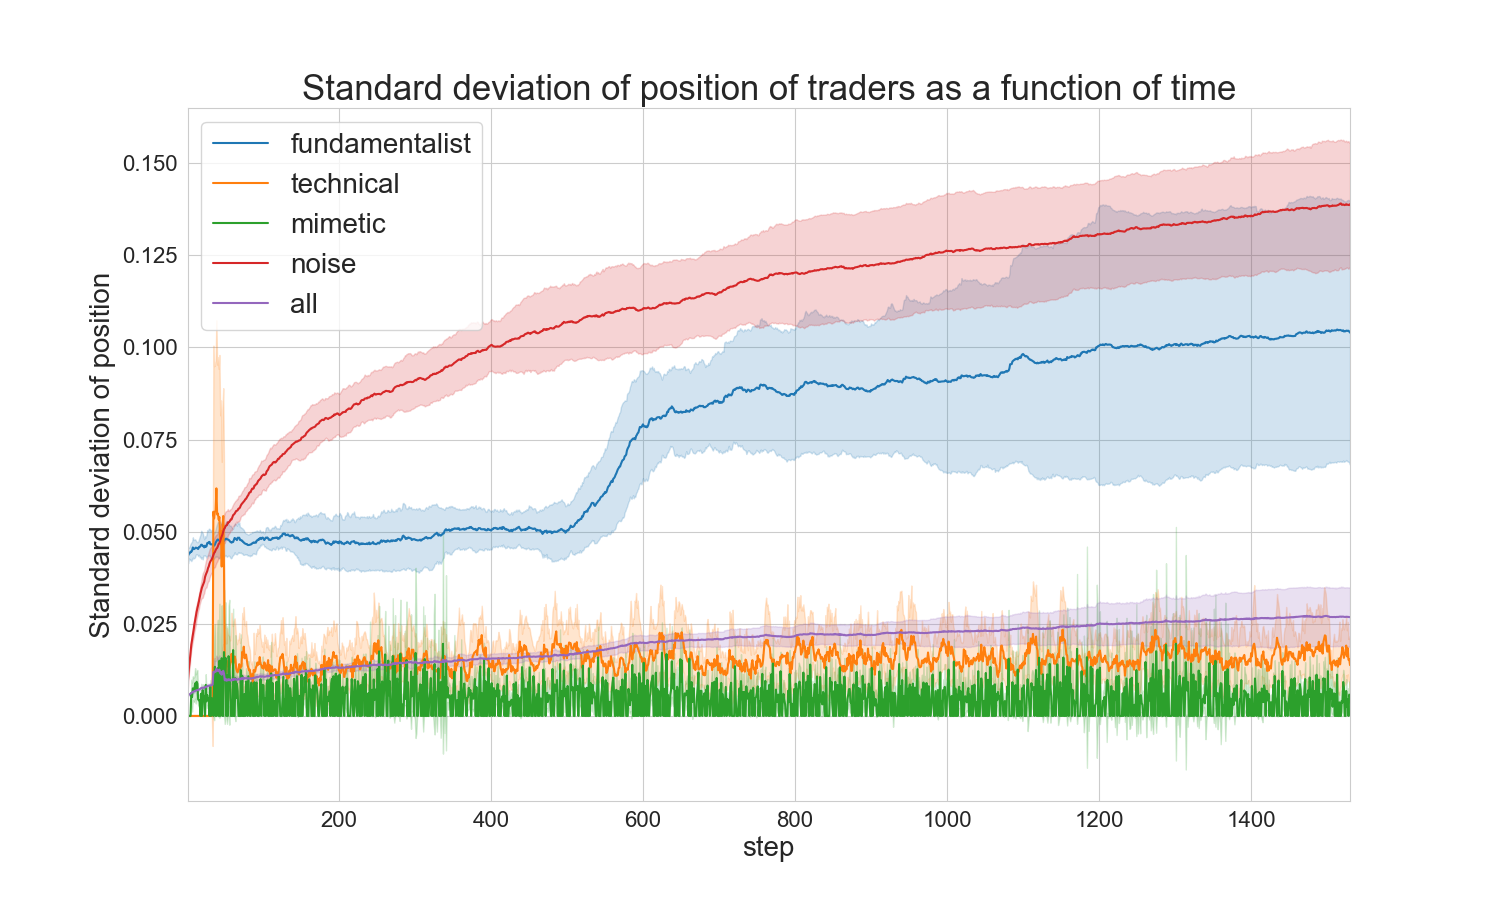 Standard deviation of position of traders as a function of time
fundamentalist
technical
mimetic
noise
all
Standard deviation of position
0.150
0.125
0.100
0.075
0.050
0.025
0.000
200 400 600 800 1000 1200 1400
step